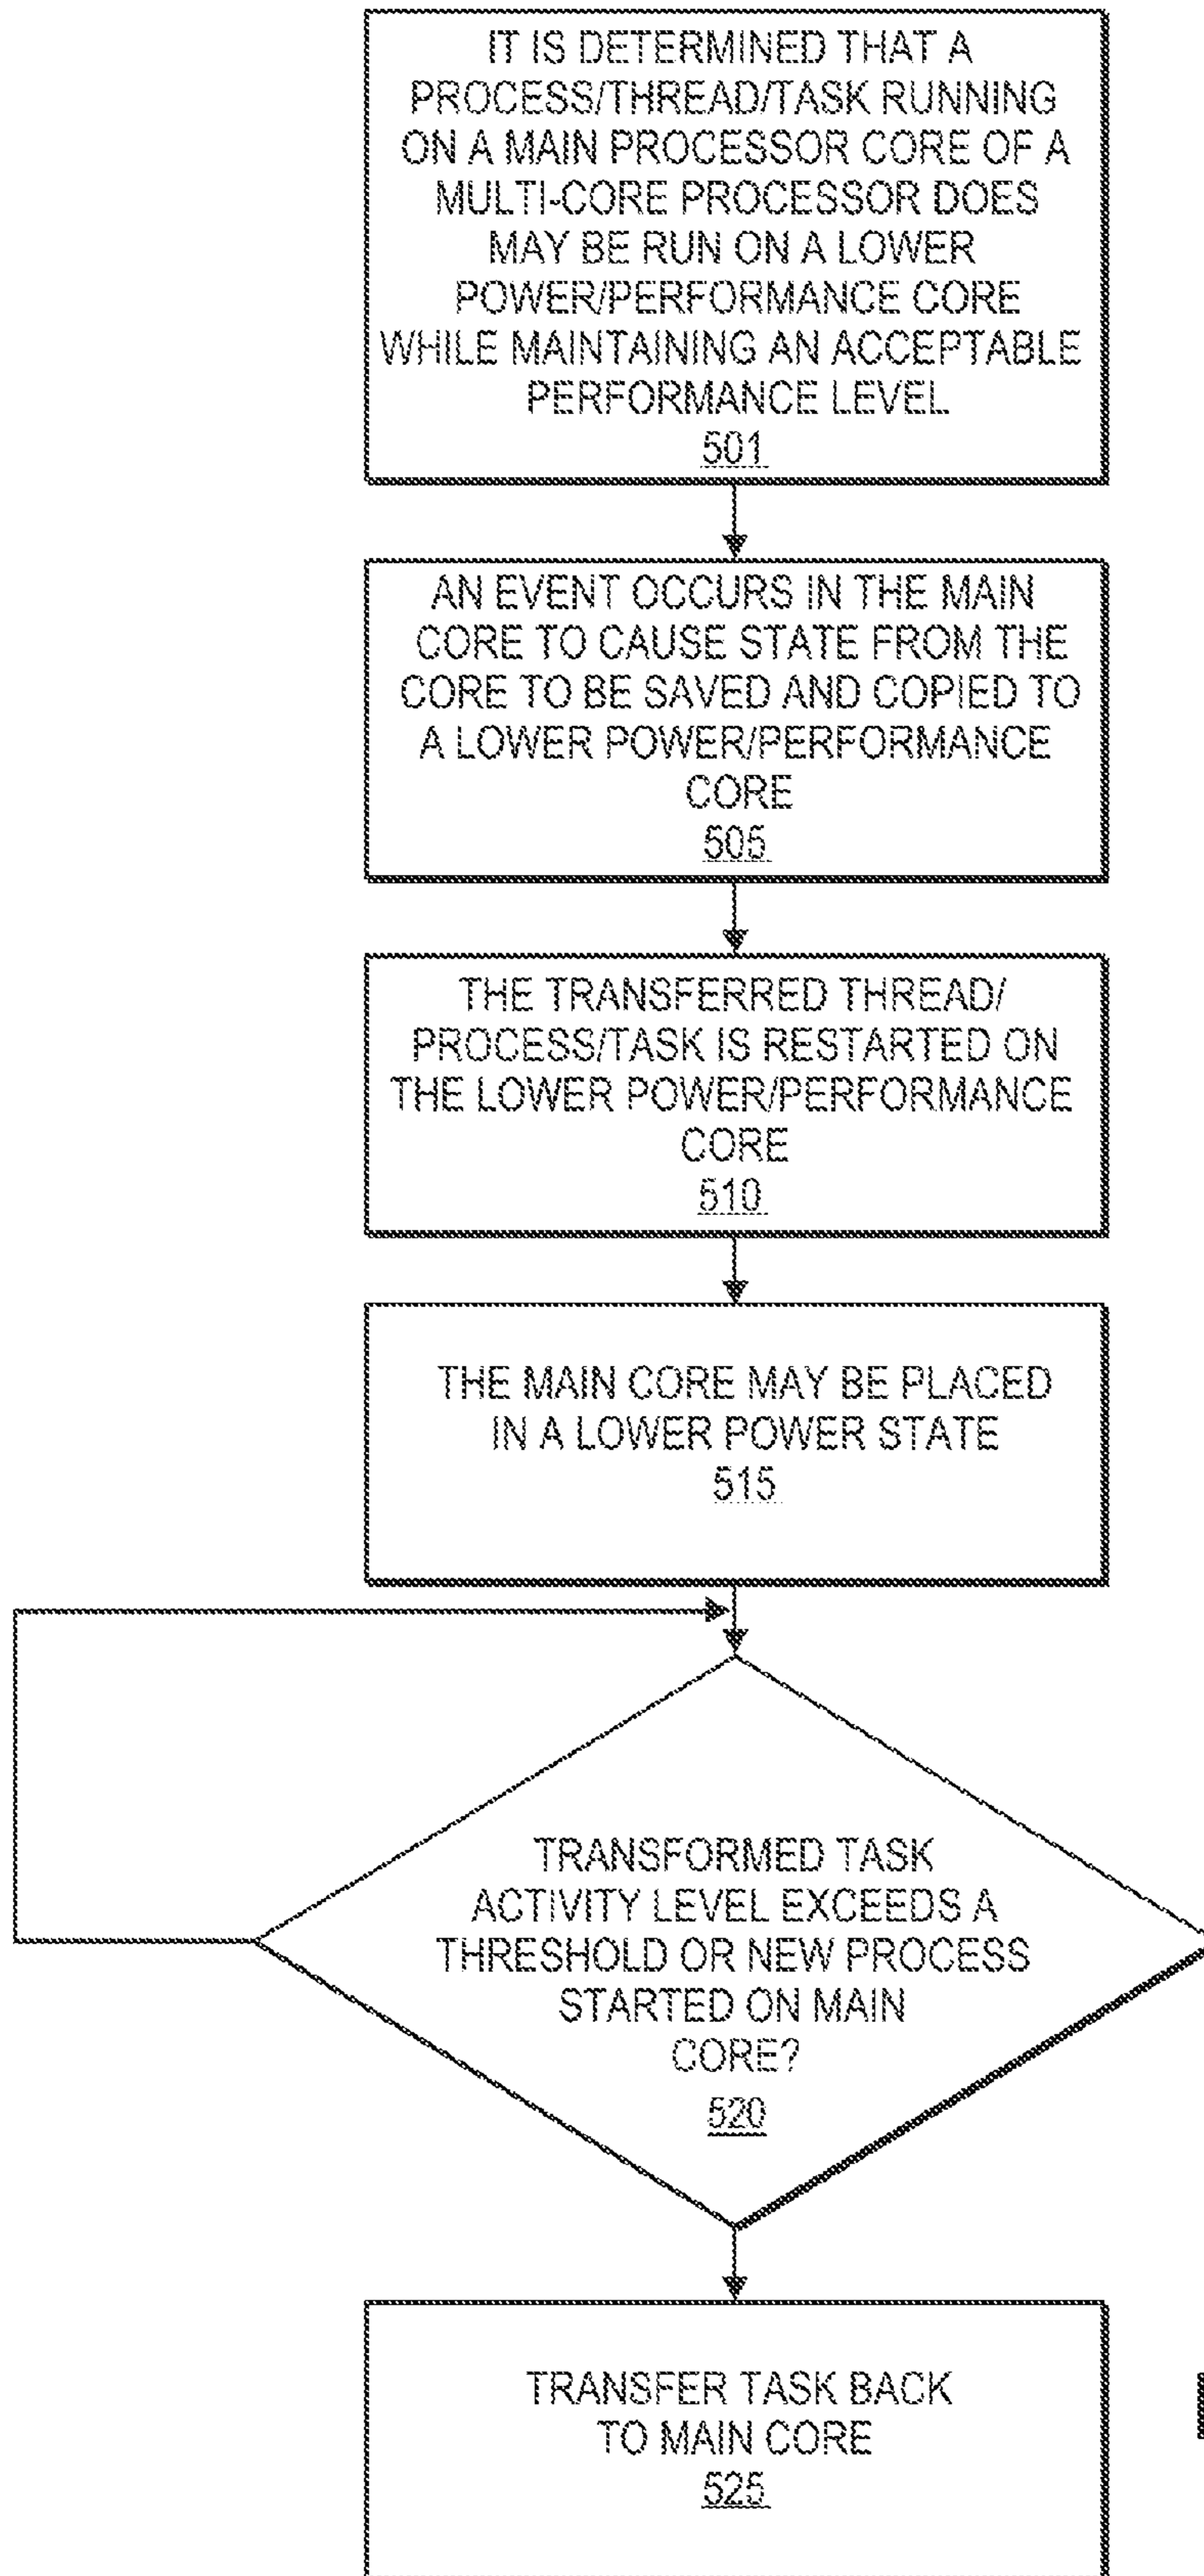 IT IS DETERMINED THAT A
PROCESS/THREAD/TASK RUNNING
ON A MAIN PROCESSOR CORE OF A
MULTI-CORE PROCESSOR DOES
MAY BE RUN ON A LOWER
POWER/PERFORMANCE CORE
WHILE MAINTAINING AN ACCEPTABLE
PERFORMANCE LEVEL
501
AN EVENT OCCURS IN THE MAIN
CORE TO CAUSE STATE FROM THE
CORE TO BE SAVED AND COPIED TO
A LOWER POWER/PERFORMANCE
CORE
505
THE TRANSFERRED THREAD/
PROCESS/TASK IS RESTARTED ON
THE LOWER POWER/PERFORMANCE
CORE
510
THE MAIN CORE MAY BE PLACED
IN A LOWER POWER STATE
515
TRANSFORMED TASK
ACTIVITY LEVEL EXCEEDS A
THRESHOLD OR NEW PROCESS
STARTED ON MAIN
CORE?
520
TRANSFER TASK BACK
TO MAIN CORE
525